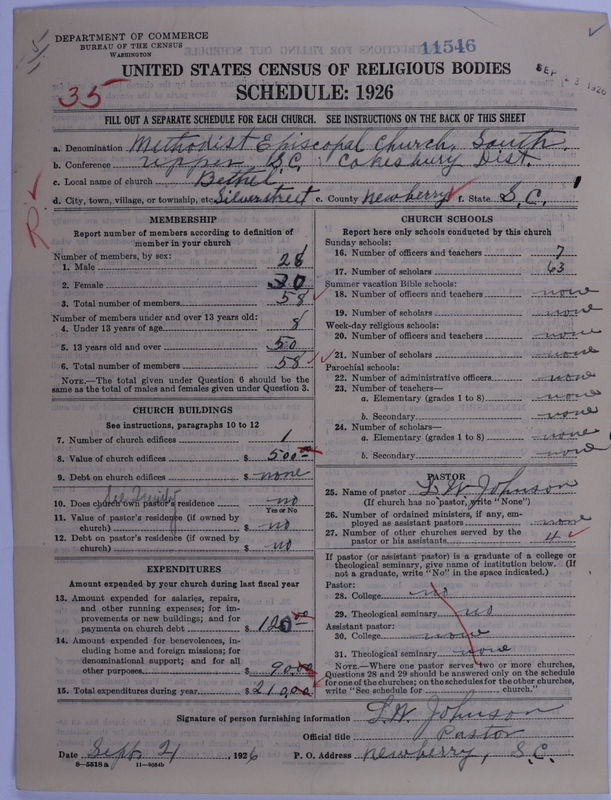 DEPARTMENT OF COMMERCE
BUREAU OF THE CENSUS
WASHINGTON
11546
SEP 23 1926
35
UNITED STATES CENSUS OF RELIGIOUS BODIES
SCHEDULE: 1926
FILL OUT A SEPARATE SCHEDULE FOR EACH CHURCH. SEE INSTRUCTIONS ON THE BACK OF THIS SHEET
a. Denomination Methodist Episcopal Church, South.
b. Conference Upper, S.C. Cokesbury Dist.
c. Local name of church Bethel
d. City, town, village, or township, etc. Silverstreet e. County Newberry f. State S.C.
R
MEMBERSHIP
Report number of members according to definition of
member in your church
Number of members, by sex:
1. Male 28
2. Female 30
3. Total number of members 58
Number of members under and over 13 years old:
4. Under 13 years of age 8
5. 13 years old and over 50
6. Total number of members 58
NOTE.—The total given under Question 6 should be
same as the total of males and females given under Question 3.
CHURCH BUILDINGS
See instructions, paragraphs 10 to 12
7. Number of church edifices 1
8. Value of church edifices $ 500.00
9. Debt on church edifices $ none
See Trinity
10. Does church own pastor's residence no
Yes or No
11. Value of pastor's residence (if owned by
church) $ no
12. Debt on pastor's residence (if owned by
church) $ no
EXPENDITURES
Amount expended by your church during last fiscal year
13. Amount expended for salaries, repairs,
and other running expenses; for im-
provements or new buildings; and for
payments on church debt $ 120.00
14. Amount expended for benevolences, in-
cluding home and foreign missions; for
denominational support; and for all
other purposes $ 90.00
15. Total expenditures during year $ 210.00
CHURCH SCHOOLS
Report here only schools conducted by this church
Sunday schools:
16. Number of officers and teachers 7
17. Number of scholars 63
Summer vacation Bible schools:
18. Number of officers and teachers none
19. Number of scholars none
Week-day religious schools:
20. Number of officers and teachers none
21. Number of scholars none
Parochial schools:
22. Number of administrative officers none
23. Number of teachers—
a. Elementary (grades 1 to 8) none
b. Secondary none
24. Number of scholars—
a. Elementary (grades 1 to 8) none
b. Secondary none
PASTOR
25. Name of pastor L. W. Johnson
(If church has no pastor, write "None")
26. Number of ordained ministers, if any, em-
ployed as assistant pastors none
27. Number of other churches served by the
pastor or his assistants 4
If pastor (or assistant pastor) is a graduate of a college or
theological seminary, give name of institution below. (If
not a graduate, write "No" in the space indicated.)
Pastor:
28. College no
29. Theological seminary no
Assistant pastor:
30. College none
31. Theological seminary none
NOTE.—Where one pastor serves two or more churches,
Questions 28 and 29 should be answered only on the schedule
for one of the churches; on the schedules for the other churches,
write "See schedule for church."
Signature of person furnishing information L. W. Johnson
Official title Pastor
Date Sept. 21, 1926 P. O. Address Newberry, S.C.
8—5518a 11—9054b